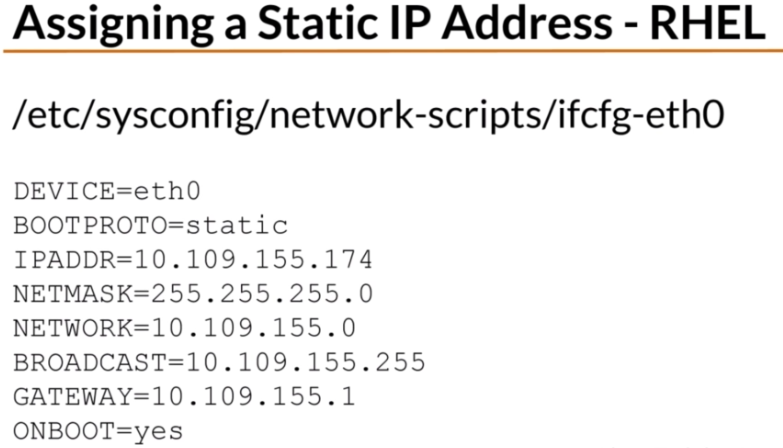 Assigning a Static IP Address - RHEL
/etc/sysconfig/network-scripts/ifcfg-eth0
DEVICE=eth0
BOOTPROTO=static
IPADDR=10.109.155.174
NETMASK=255.255.255.0
NETWORK=10.109.155.0
BROADCAST=10.109.155.255
GATEWAY=10.109.155.1
ONBOOT=yes